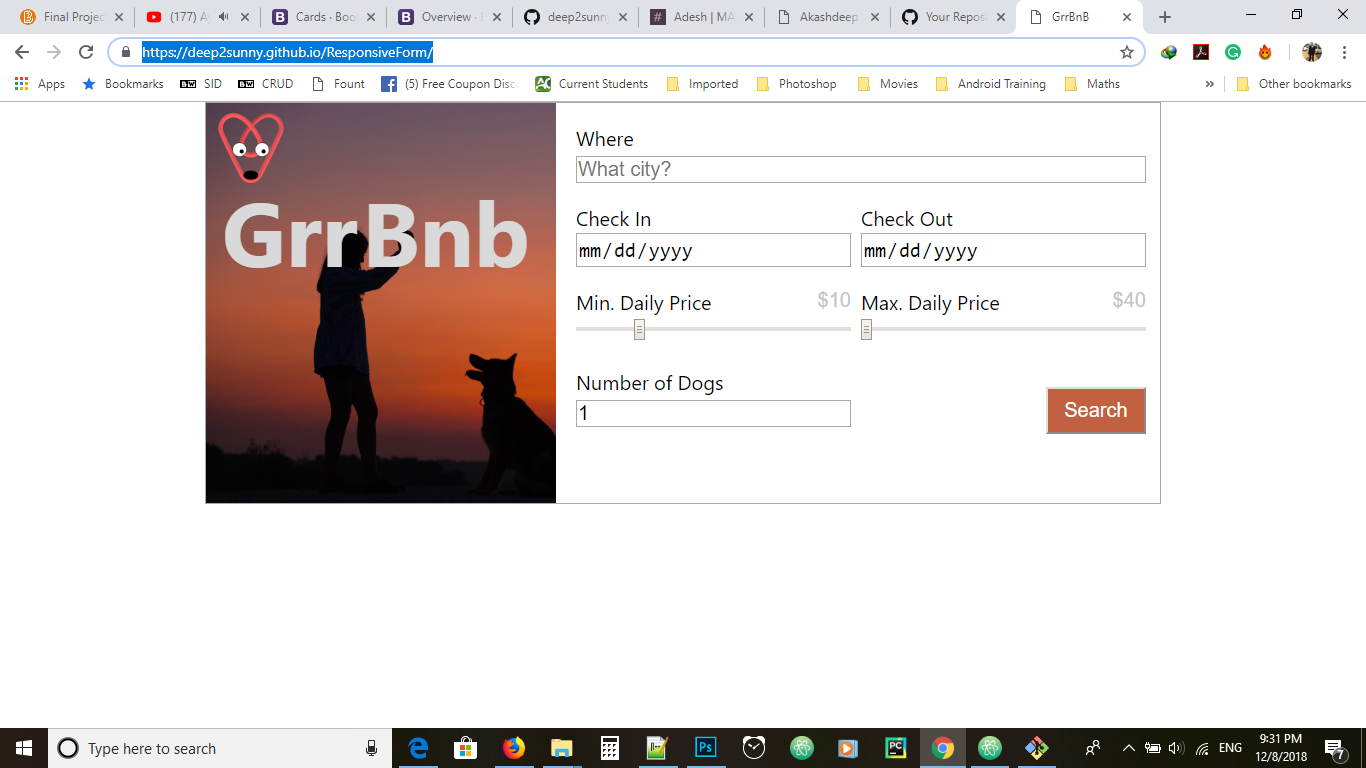 Final Projec
(177) A
Cards · Boo
Overview · B
deep2sunn
Adesh | MA
Akashdeep
Your Repos
GrrBnB
https://deep2sunny.github.io/ResponsiveForm/
Apps
Bookmarks
BW SID
BW CRUD
Fount
(5) Free Coupon Disc
Current Students
Imported
Photoshop
Movies
Android Training
Maths
»
Other bookmarks
GrrBnb
Where
What city?
Check In
Check Out
mm/dd/yyyy
mm/dd/yyyy
Min. Daily Price
$10
Max. Daily Price
$40
Number of Dogs
1
Search
Type here to search
ENG
9:31 PM
12/8/2018
7